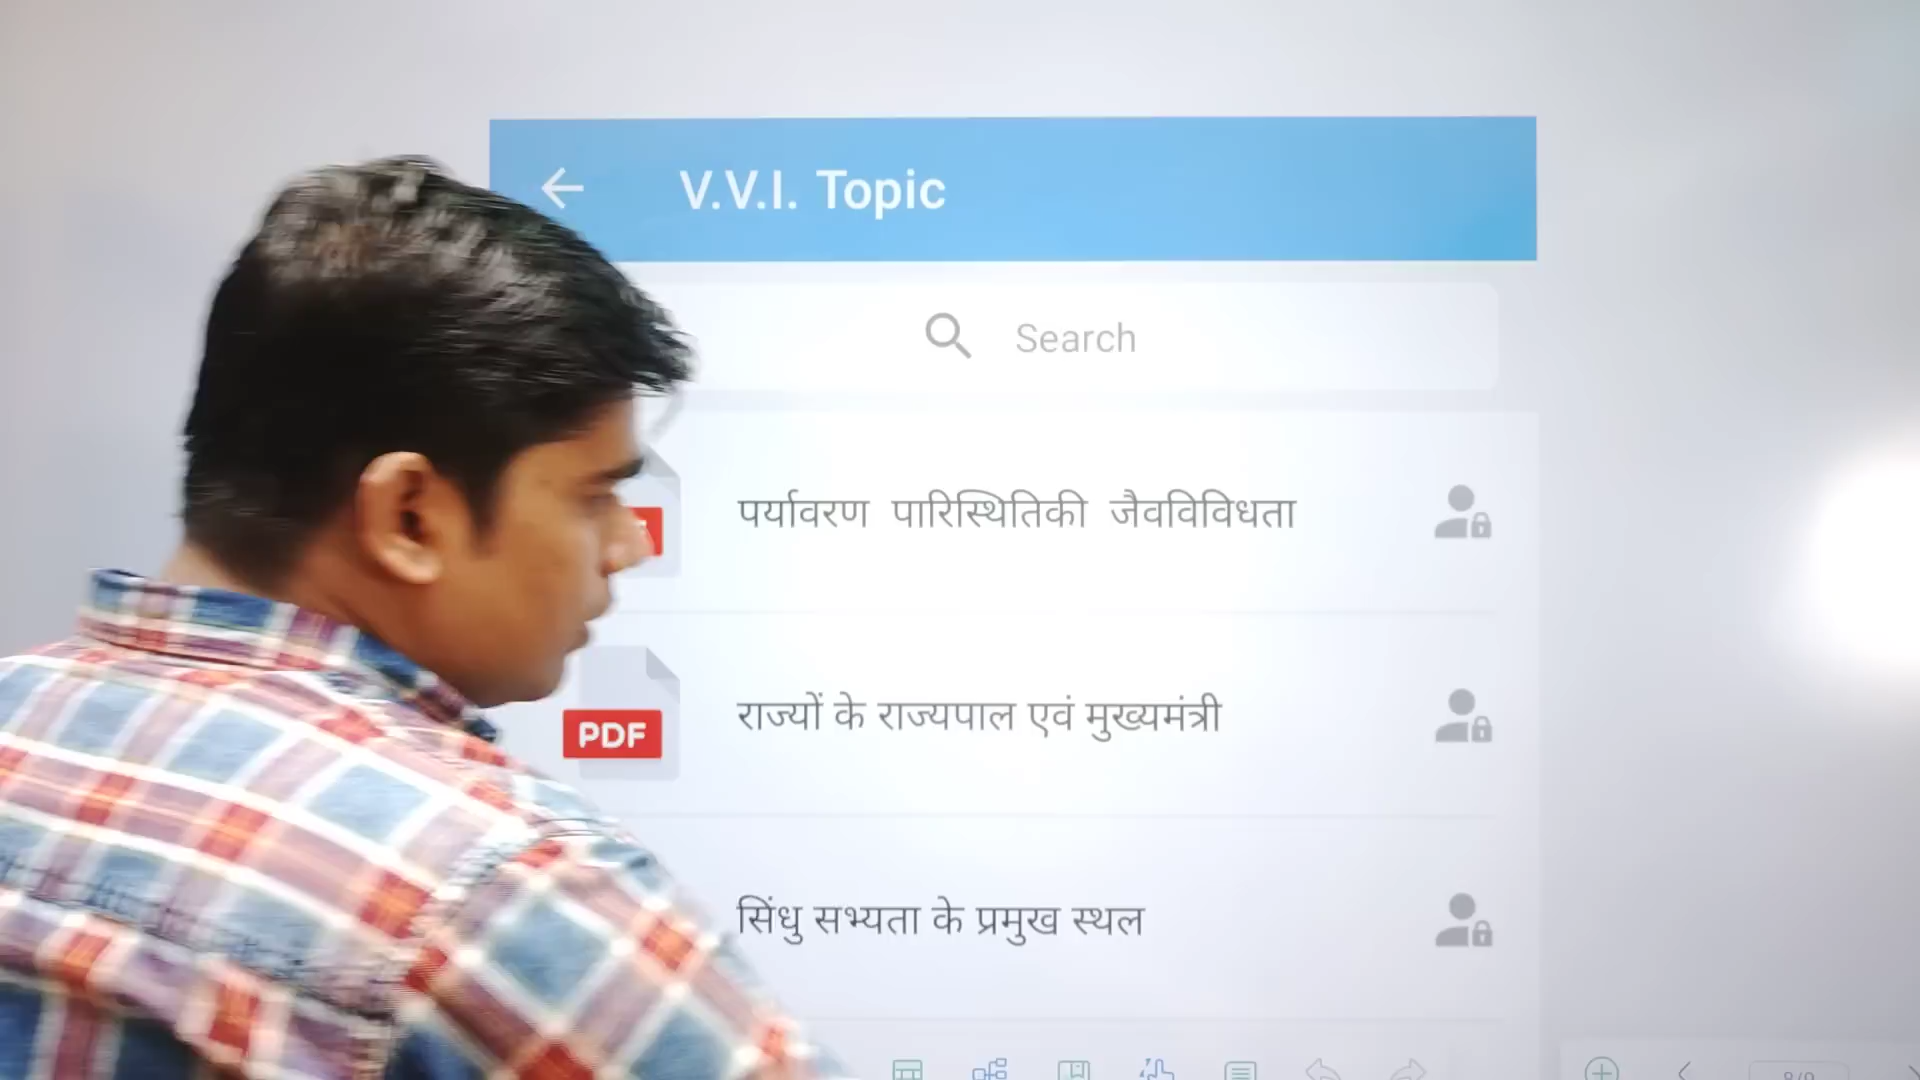 V.V.I. Topic
Search
पर्यावरण पारिस्थितिकी जैवविविधता
राज्यों के राज्यपाल एवं मुख्यमंत्री
PDF
सिंधु सभ्यता के प्रमुख स्थल